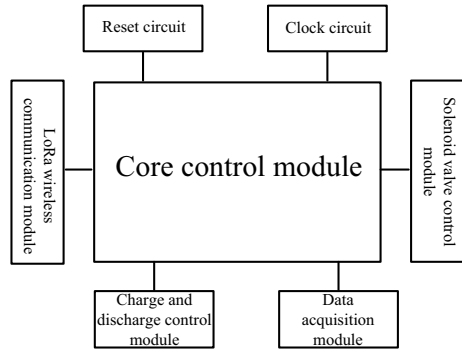 Reset circuit
Clock circuit
LoRa wireless
communication module
Core control module
Solenoid valve control
module
Charge and
discharge control
module
Data
acquisition module